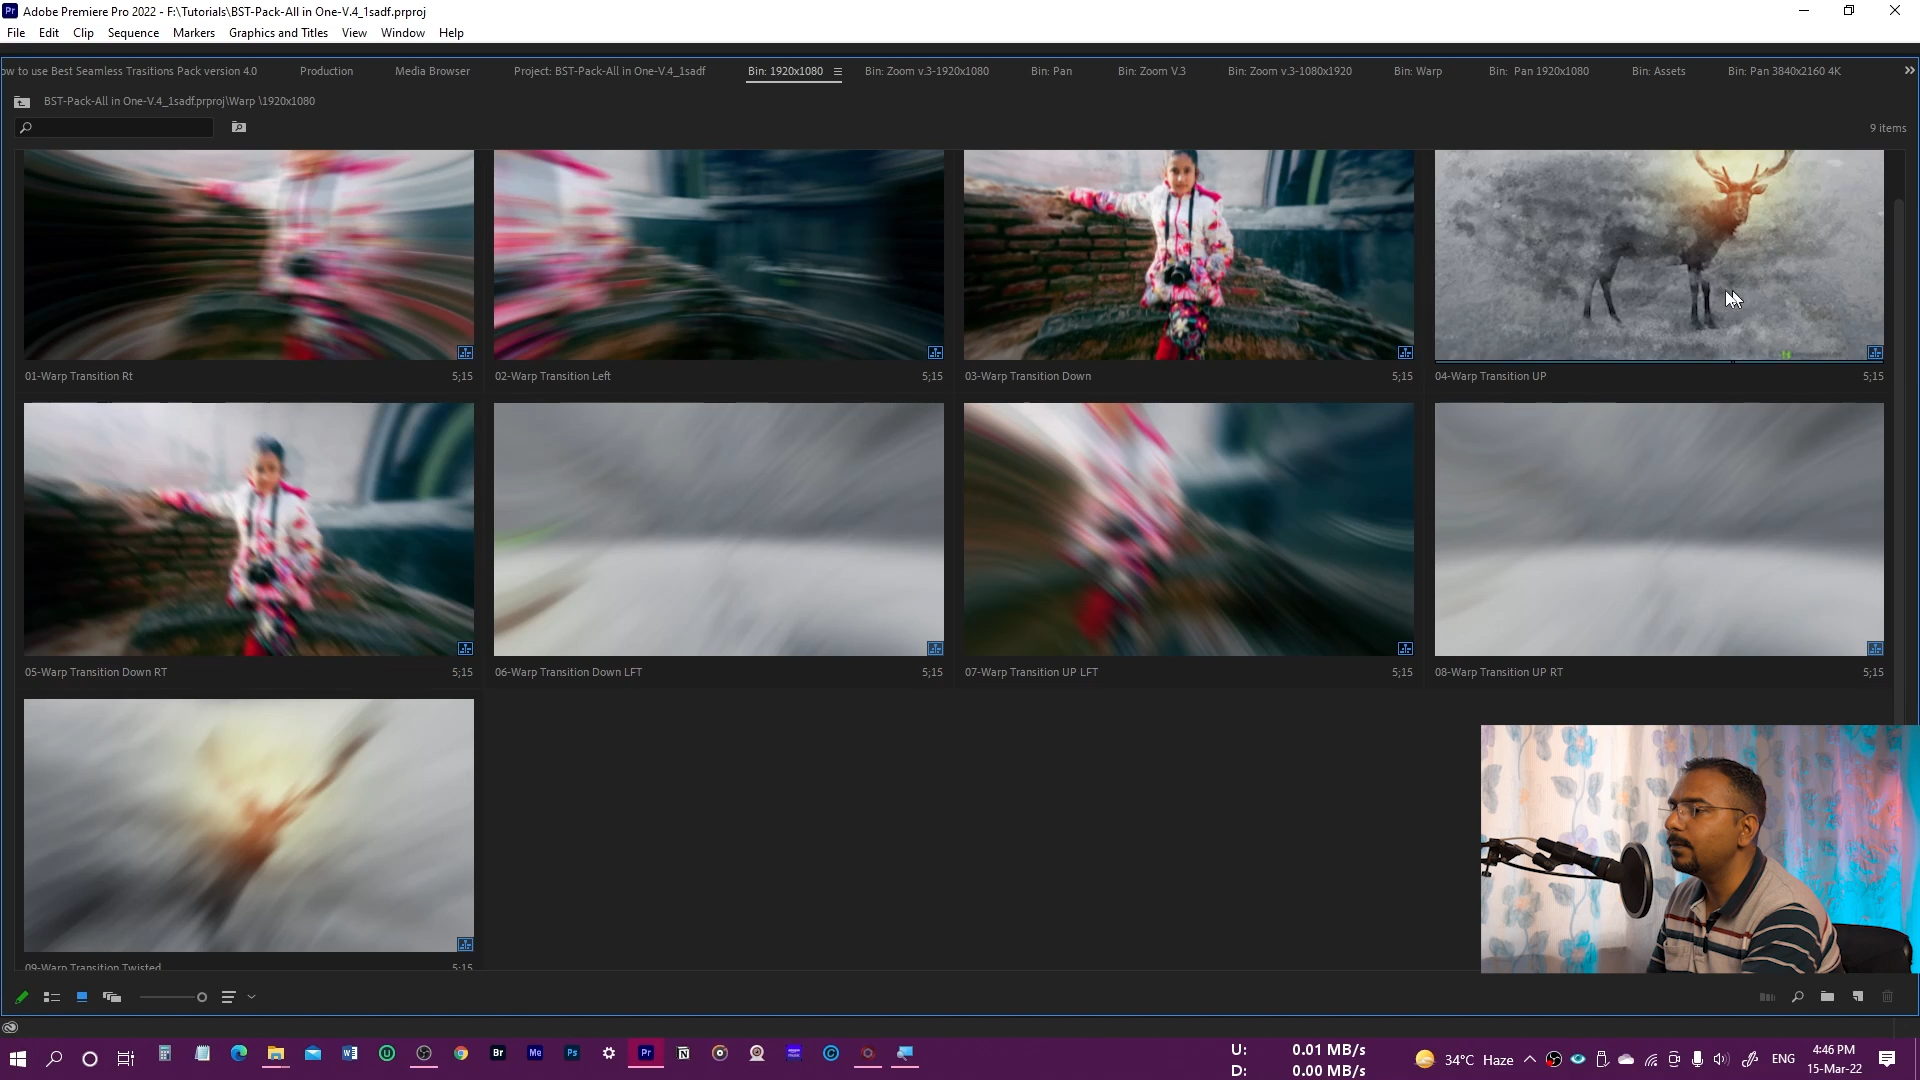 Pr Adobe Premiere Pro 2022 - F:\Tutorials\BST-Pack-All in One-V.4_1sadf.prproj
File Edit Clip Sequence Markers Graphics and Titles View Window Help
ow to use Best Seamless Trasitions Pack version 4.0 Production Media Browser Project: BST-Pack-All in One-V.4_1sadf Bin: 1920x1080 Bin: Zoom v.3-1920x1080 Bin: Pan Bin: Zoom V.3 Bin: Zoom v.3-1080x1920 Bin: Warp Bin: Pan 1920x1080 Bin: Assets Bin: Pan 3840x2160 4K
BST-Pack-All in One-V.4_1sadf.prproj\Warp \1920x1080
9 items
01-Warp Transition Rt 5;15 02-Warp Transition Left 5;15 03-Warp Transition Down 5;15 04-Warp Transition UP 5;15
05-Warp Transition Down RT 5;15 06-Warp Transition Down LFT 5;15 07-Warp Transition UP LFT 5;15 08-Warp Transition UP RT 5;15
09-Warp Transition Twisted 5;15
Br Me Ps Pr
U: 0.01 MB/s
D: 0.00 MB/s
34°C Haze
ENG
4:46 PM
15-Mar-22